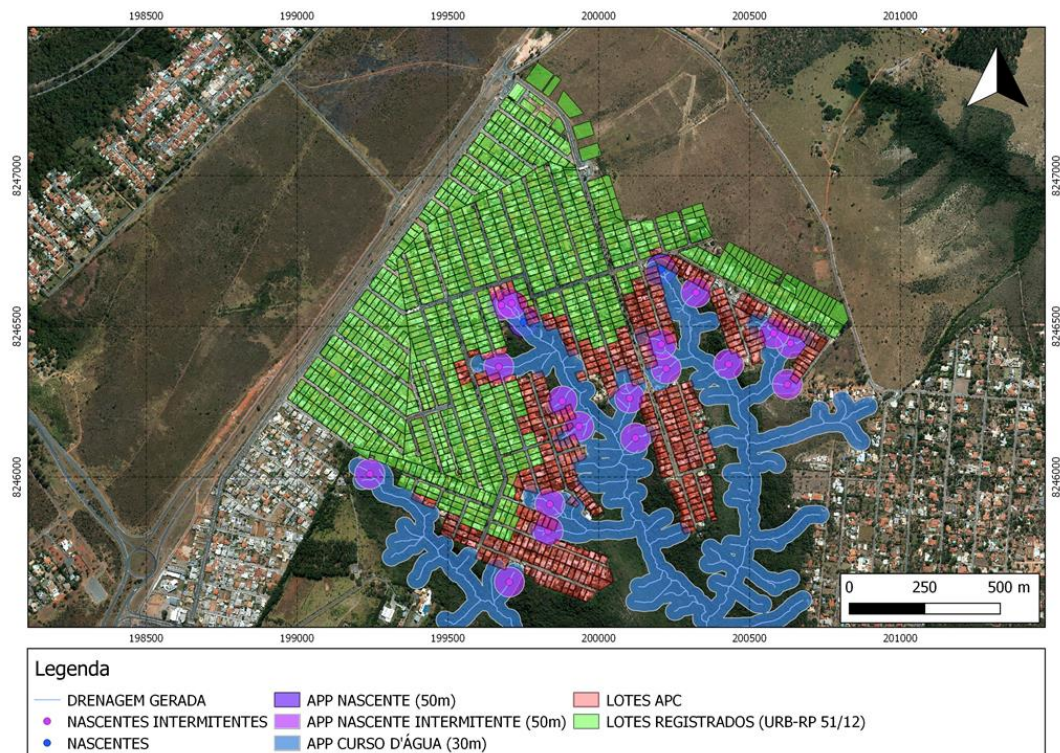 198500 199000 199500 200000 200500 201000
8247000 8247000
8246500 8246500
8246000 8246000
0 250 500 m
198500 199000 199500 200000 200500 201000
Legenda
DRENAGEM GERADA
NASCENTES INTERMITENTES
NASCENTES
APP NASCENTE (50m)
APP NASCENTE INTERMITENTE (50m)
APP CURSO D'ÁGUA (30m)
LOTES APC
LOTES REGISTRADOS (URB-RP 51/12)